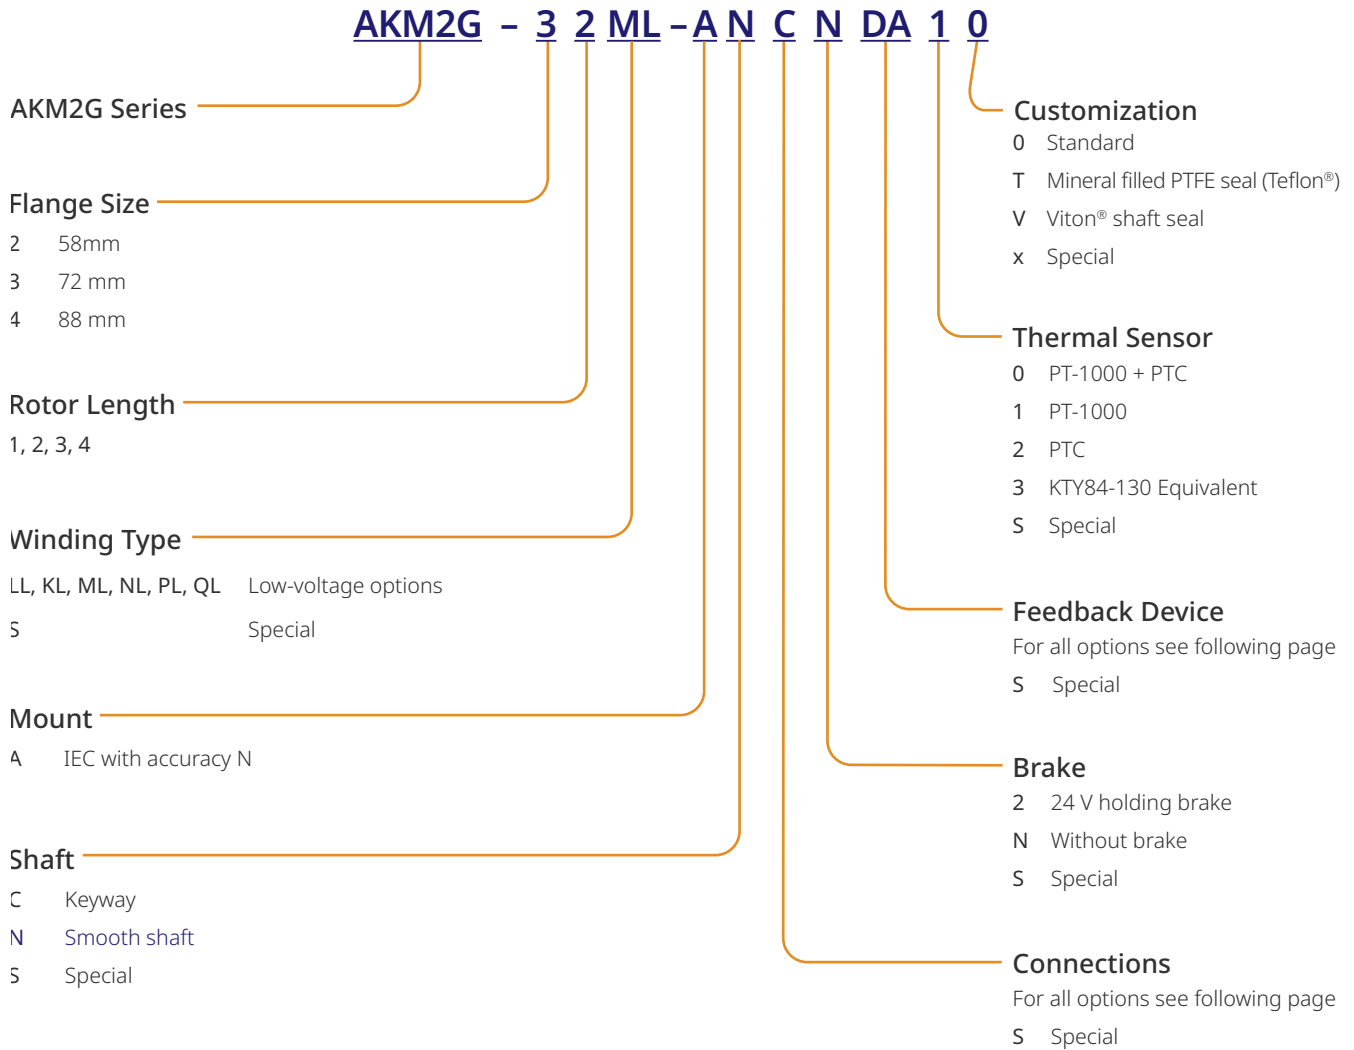 AKM2G – 3 2 ML – A N C N DA 1 0
AKM2G Series
Flange Size
2 58mm
3 72 mm
4 88 mm
Rotor Length
1, 2, 3, 4
Winding Type
LL, KL, ML, NL, PL, QL Low-voltage options
S Special
Mount
A IEC with accuracy N
Shaft
C Keyway
N Smooth shaft
S Special
Customization
0 Standard
T Mineral filled PTFE seal (Teflon®)
V Viton® shaft seal
x Special
Thermal Sensor
0 PT-1000 + PTC
1 PT-1000
2 PTC
3 KTY84-130 Equivalent
S Special
Feedback Device
For all options see following page
S Special
Brake
2 24 V holding brake
N Without brake
S Special
Connections
For all options see following page
S Special